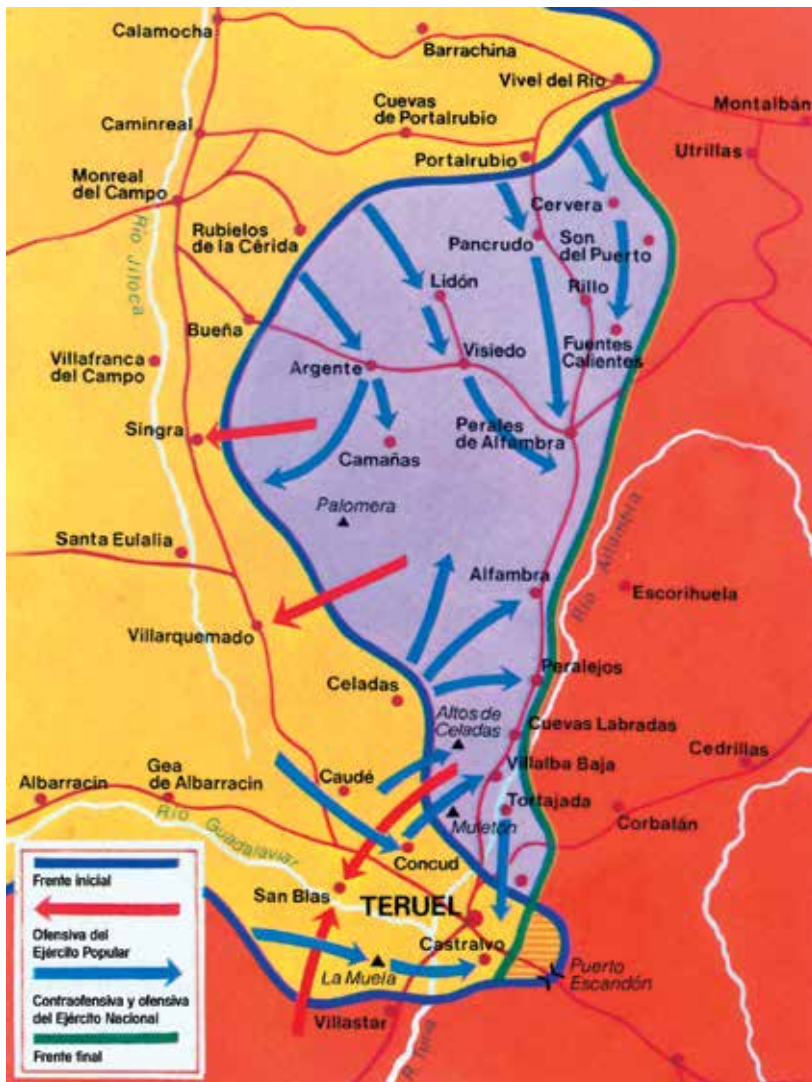 Calamocha
Barrachina
Vivel del Río
Montalbán
Caminreal
Cuevas
de Portalrubio
Utrillas
Portalrubio
Monreal
del Campo
Cervera
Río Jiloca
Rubielos
de la Cérida
Pancrudo
Son
del Puerto
Lidón
Rillo
Bueña
Villafranca
del Campo
Argente
Visiedo
Fuentes
Calientes
Singra
Camañas
Perales
de Alfambra
Palomera
Santa Eulalia
Alfambra
Río Alfambra
Escorihuela
Villarquemado
Celadas
Peralejos
Altos de
Celadas
Cuevas Labradas
Cedrillas
Albarracín
Gea
de Albarracín
Caudé
Villalba Baja
Río Guadalaviar
Muletón
Tortajada
Corbalán
Concud
San Blas
TERUEL
Castralvo
La Muela
Puerto
Escandón
Villastar
R. Turia
Frente inicial
Ofensiva del
Ejército Popular
Contraofensiva y ofensiva
del Ejército Nacional
Frente final